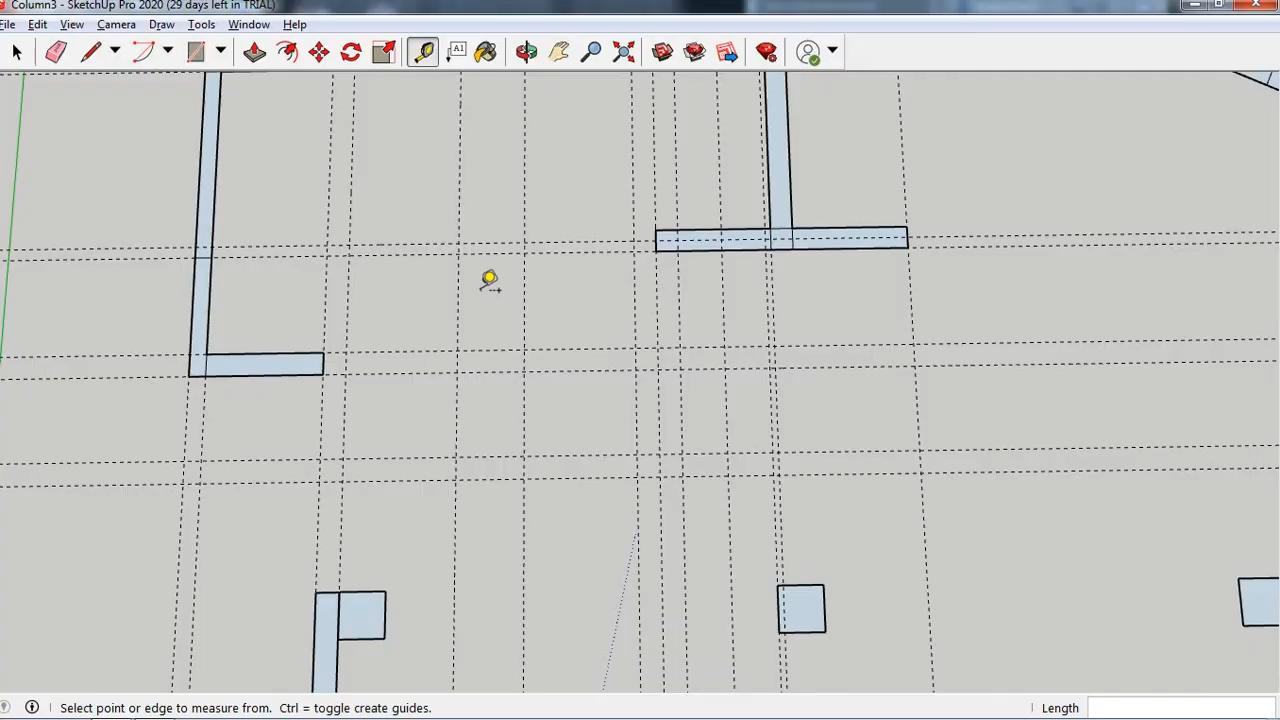 Column3 - SketchUp Pro 2020 (29 days left in TRIAL)
File Edit View Camera Draw Tools Window Help
A1
Select point or edge to measure from. Ctrl = toggle create guides. Length